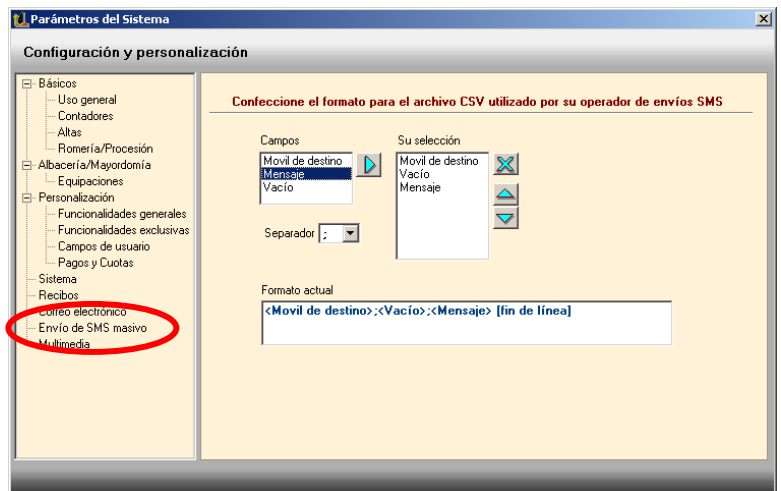 Parámetros del Sistema
Configuración y personalización
Básicos
Uso general
Contadores
Altas
Romería/Procesión
Albacería/Mayordomía
Equipaciones
Personalización
Funcionalidades generales
Funcionalidades exclusivas
Campos de usuario
Pagos y Cuotas
Sistema
Recibos
Correo electrónico
Envío de SMS masivo
Multimedia
Confeccione el formato para el archivo CSV utilizado por su operador de envíos SMS
Campos
Movil de destino
Mensaje
Vacío
Su selección
Movil de destino
Vacío
Mensaje
Separador ;
Formato actual
<Movil de destino>;<Vacío>;<Mensaje> [fin de línea]